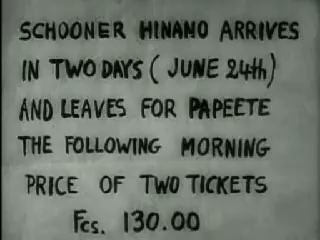 SCHOONER HINANO ARRIVES
IN TWO DAYS ( JUNE 24th)
AND LEAVES FOR PAPEETE
THE FOLLOWING MORNING
PRICE OF TWO TICKETS
Fcs. 130.00